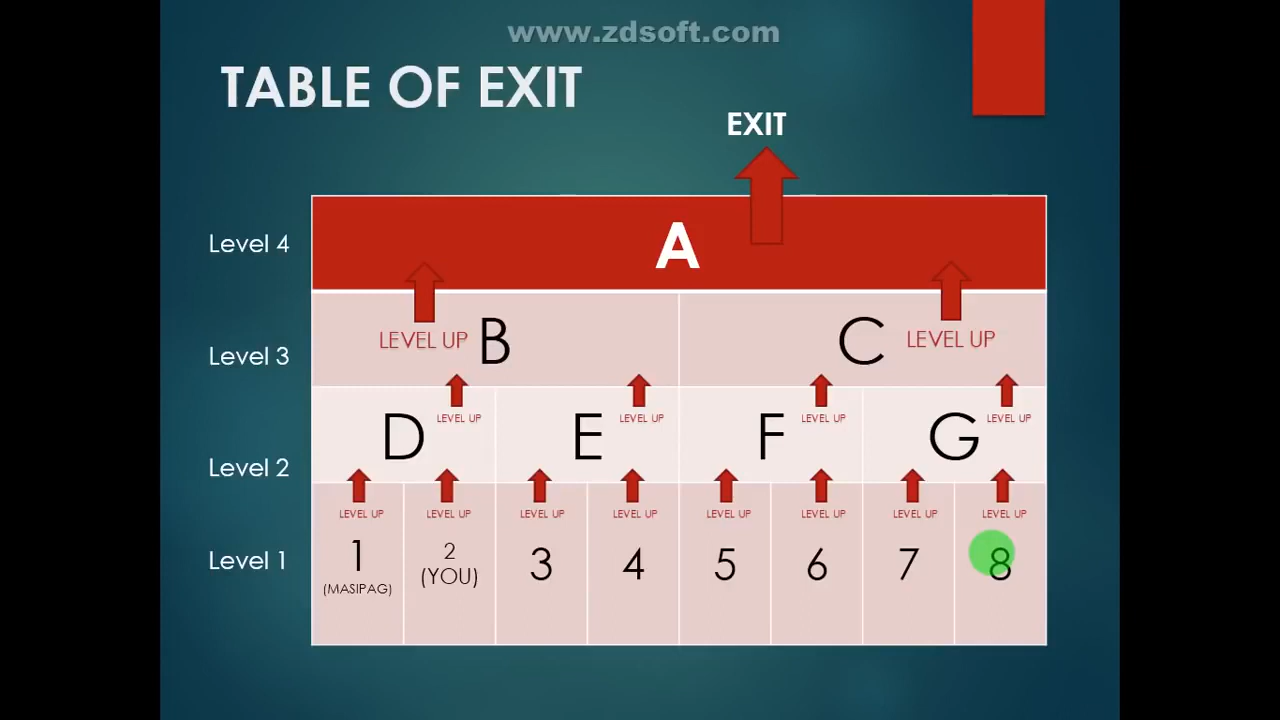 www.zdsoft.com
TABLE OF EXIT
EXIT
Level 4
A
Level 3
LEVEL UP B
C LEVEL UP
Level 2
D LEVEL UP
E LEVEL UP
F LEVEL UP
G LEVEL UP
LEVEL UP LEVEL UP LEVEL UP LEVEL UP LEVEL UP LEVEL UP LEVEL UP LEVEL UP
Level 1
1
(MASIPAG)
2
(YOU)
3
4
5
6
7
8